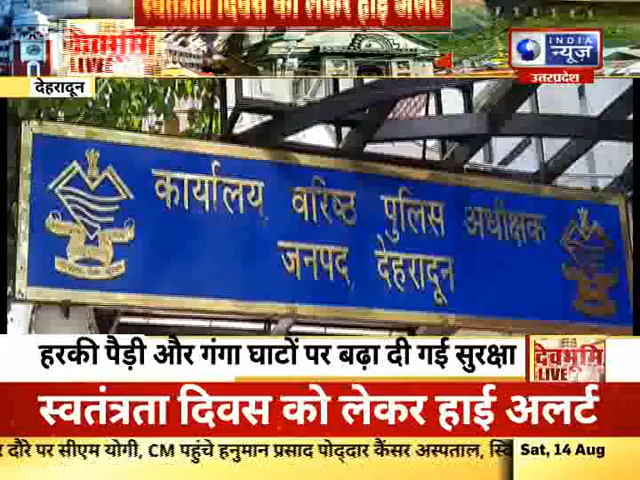 स्वतंत्रता दिवस को लेकर हाई अलर्ट
देवभूमि
LIVE
INDIA
न्यूज़
उत्तरप्रदेश
देहरादून
कार्यालय वरिष्ठ पुलिस अधीक्षक
जनपद देहरादून
हरकी पैड़ी और गंगा घाटों पर बढ़ा दी गई सुरक्षा
देवभूमि
LIVE
स्वतंत्रता दिवस को लेकर हाई अलर्ट
दौरे पर सीएम योगी, CM पहुंचे हनुमान प्रसाद पोद्दार कैंसर अस्पताल,
Sat, 14 Aug